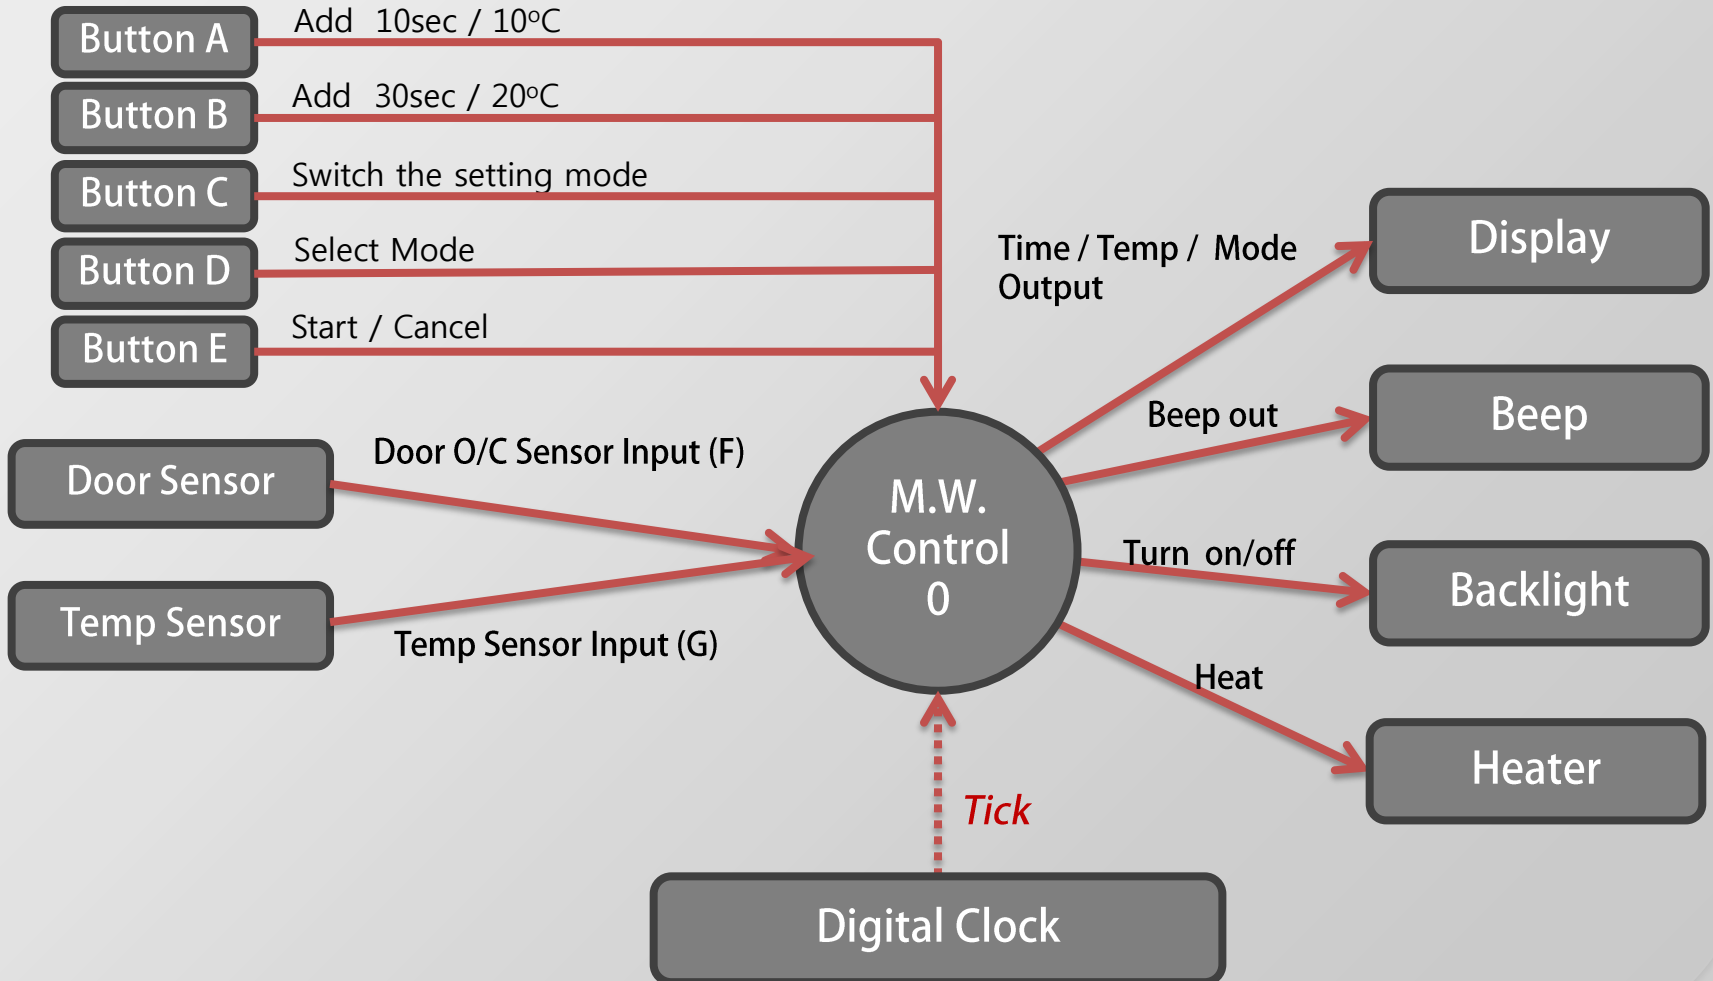 Button A
Add 10sec / 10°C
Button B
Add 30sec / 20°C
Button C
Switch the setting mode
Button D
Select Mode
Button E
Start / Cancel
Door Sensor
Door O/C Sensor Input (F)
Temp Sensor
Temp Sensor Input (G)
M.W.
Control
0
Time / Temp / Mode
Output
Display
Beep out
Beep
Turn on/off
Backlight
Heat
Heater
Tick
Digital Clock